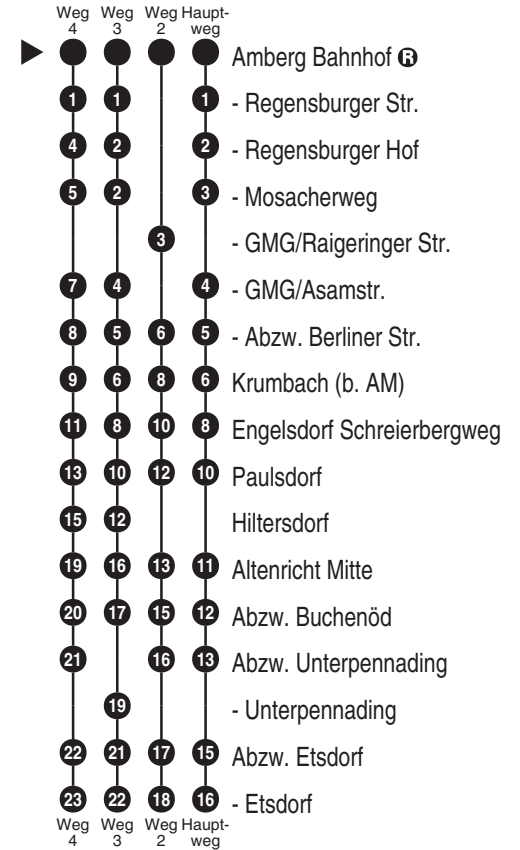 Weg Weg Weg Haupt-
4 3 2 weg
Amberg Bahnhof R
1 1 1 - Regensburger Str.
4 2 2 - Regensburger Hof
5 2 3 - Mosacherweg
3 - GMG/Raigeringer Str.
7 4 4 - GMG/Asamstr.
8 5 6 5 - Abzw. Berliner Str.
9 6 8 6 Krumbach (b. AM)
11 8 10 8 Engelsdorf Schreierbergweg
13 10 12 10 Paulsdorf
15 12 Hiltersdorf
19 16 13 11 Altenricht Mitte
20 17 15 12 Abzw. Buchenöd
21 16 13 Abzw. Unterpennading
19 - Unterpennading
22 21 17 15 Abzw. Etsdorf
23 22 18 16 - Etsdorf
Weg Weg Weg Haupt-
4 3 2 weg